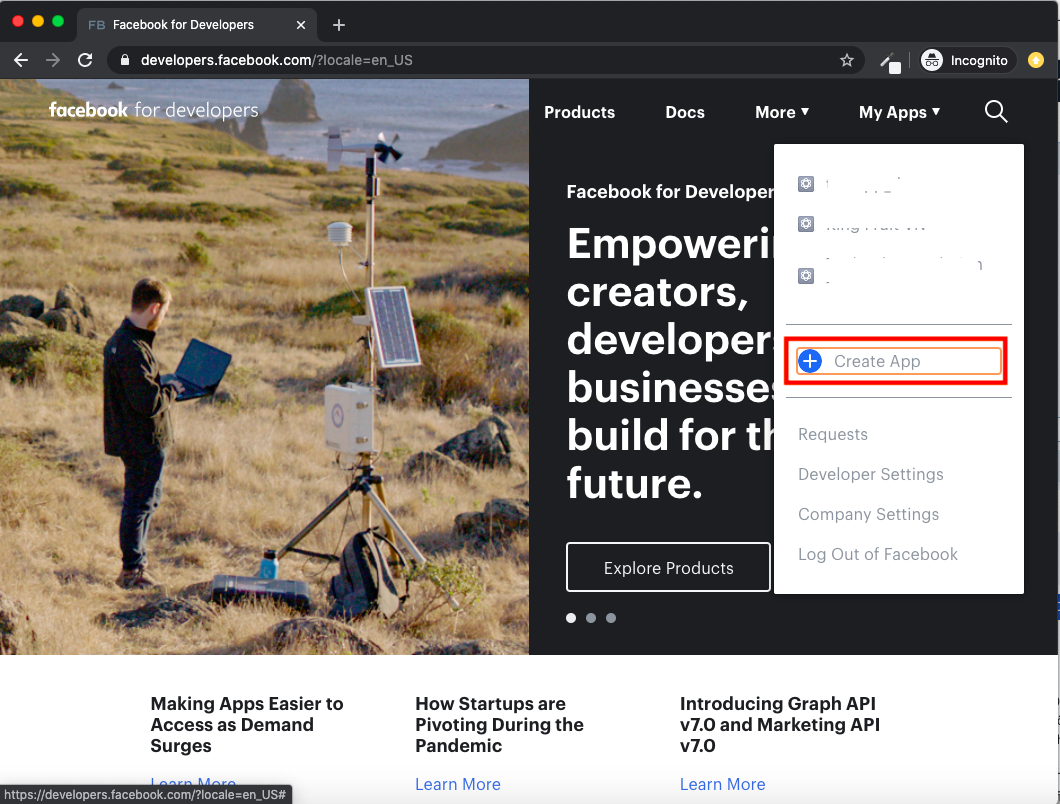 FB Facebook for Developers
developers.facebook.com/?locale=en_US
Incognito
facebook for developers
Products
Docs
More
My Apps
Facebook for Developer
Empowerin
creators,
developers
businesses
build for th
future.
Explore Products
Create App
Requests
Developer Settings
Company Settings
Log Out of Facebook
Making Apps Easier to
Access as Demand
Surges
Learn More
How Startups are
Pivoting During the
Pandemic
Learn More
Introducing Graph API
v7.0 and Marketing API
v7.0
Learn More
https://developers.facebook.com/?locale=en_US#